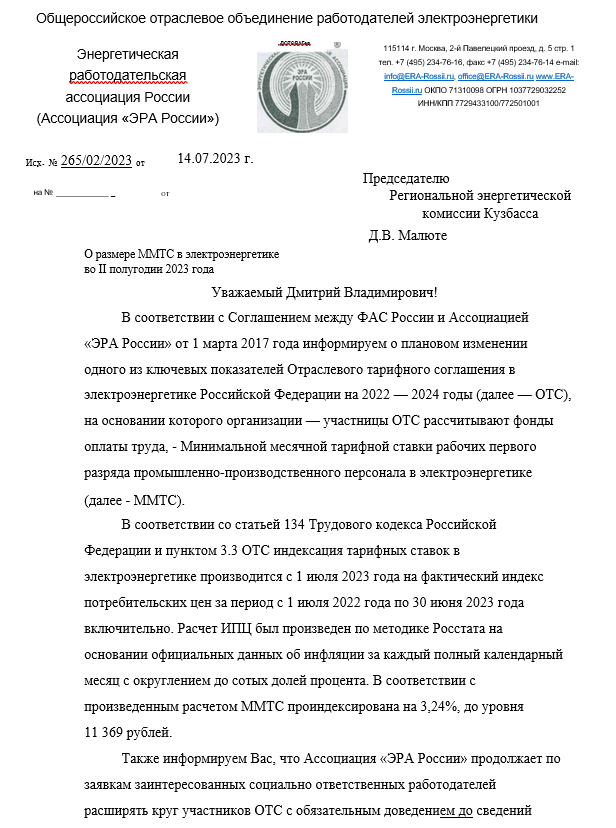 Общероссийское отраслевое объединение работодателей электроэнергетики
Энергетическая
работодательская
ассоциация России
(Ассоциация «ЭРА России»)
ЭРА
РОССИИ
115114 г. Москва, 2-й Павелецкий проезд, д. 5 стр. 1
тел. +7 (495) 234-76-16, факс +7 (495) 234-76-14 e-mail:
info@ERA-Rossii.ru. office@ERA-Rossii.ru www.ERA-
Rossii.ru ОКПО 71310098 ОГРН 1037729032252
ИНН/КПП 7729433100/772501001
Исх. № 265/02/2023 от 14.07.2023 г.
на № ____________ _ от
Председателю
Региональной энергетической
комиссии Кузбасса
Д.В. Малюте
О размере ММТС в электроэнергетике
во II полугодии 2023 года
Уважаемый Дмитрий Владимирович!
В соответствии с Соглашением между ФАС России и Ассоциацией
«ЭРА России» от 1 марта 2017 года информируем о плановом изменении
одного из ключевых показателей Отраслевого тарифного соглашения в
электроэнергетике Российской Федерации на 2022 — 2024 годы (далее — ОТС),
на основании которого организации — участницы ОТС рассчитывают фонды
оплаты труда, - Минимальной месячной тарифной ставки рабочих первого
разряда промышленно-производственного персонала в электроэнергетике
(далее - ММТС).
В соответствии со статьей 134 Трудового кодекса Российской
Федерации и пунктом 3.3 ОТС индексация тарифных ставок в
электроэнергетике производится с 1 июля 2023 года на фактический индекс
потребительских цен за период с 1 июля 2022 года по 30 июня 2023 года
включительно. Расчет ИПЦ был произведен по методике Росстата на
основании официальных данных об инфляции за каждый полный календарный
месяц с округлением до сотых долей процента. В соответствии с
произведенным расчетом ММТС проиндексирована на 3,24%, до уровня
11 369 рублей.
Также информируем Вас, что Ассоциация «ЭРА России» продолжает по
заявкам заинтересованных социально ответственных работодателей
расширять круг участников ОТС с обязательным доведением до сведений